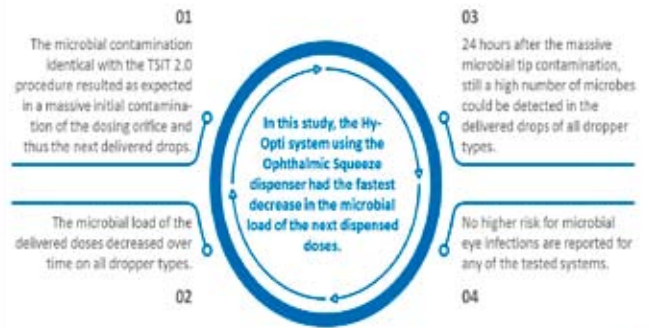 01
The microbial contamination
identical with the TSIT 2.0
procedure resulted as expected
in a massive initial contamina-
tion of the dosing orifice and
thus the next delivered drops.
The microbial load of the
delivered doses decreased over
time on all dropper types.
02
In this study, the Hy-
Opti system using the
Ophthalmic Squeeze
dispenser had the fastest
decrease in the microbial
load of the next dispensed
doses.
03
24 hours after the massive
microbial tip contamination,
still a high number of microbes
could be detected in the
delivered drops of all dropper
types.
No higher risk for microbial
eye infections are reported for
any of the tested systems.
04